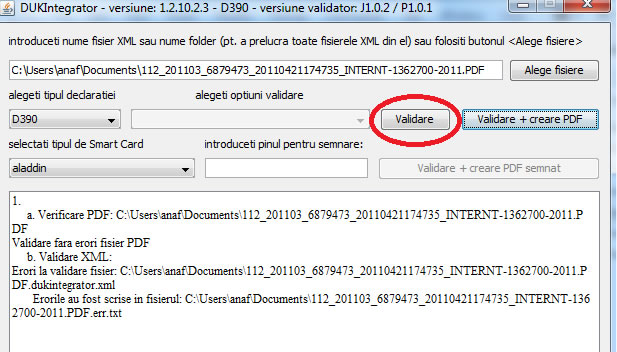 DUKIntegrator - versiune: 1.2.10.2.3 - D390 - versiune validator: J1.0.2 / P1.0.1
introduceti nume fisier XML sau nume folder (pt. a prelucra toate fisierele XML din el) sau folositi butonul <Alege fisiere>
C:\Users\anaf\Documents\112_201103_6879473_20110421174735_INTERNT-1362700-2011.PDF Alege fisiere
alegeti tipul declaratiei alegeti optiuni validare
D390 Validare Validare + creare PDF
selectati tipul de Smart Card introduceti pinul pentru semnare:
aladdin Validare + creare PDF semnat
1.
a. Verificare PDF: C:\Users\anaf\Documents\112_201103_6879473_20110421174735_INTERNT-1362700-2011.P
DF
Validare fara erori fisier PDF
b. Validare XML:
Erori la validare fisier: C:\Users\anaf\Documents\112_201103_6879473_20110421174735_INTERNT-1362700-2011.P
DF.dukintegrator.xml
Erorile au fost scrise in fisierul: C:\Users\anaf\Documents\112_201103_6879473_20110421174735_INTERNT-136
2700-2011.PDF.err.txt